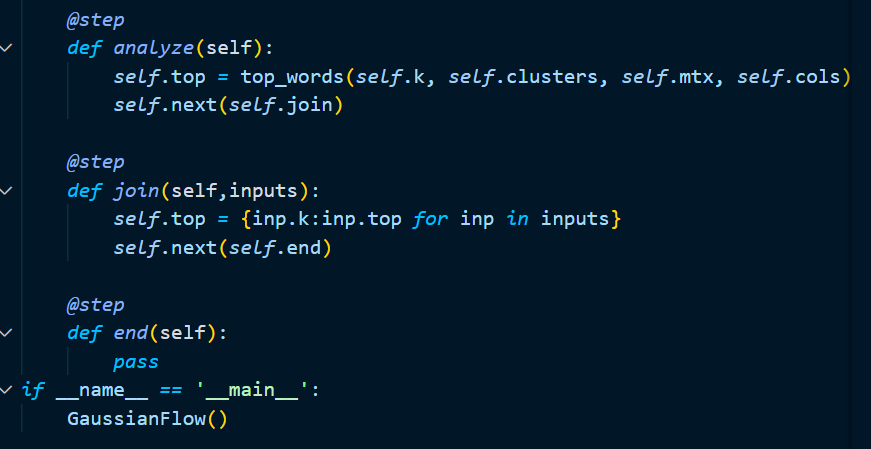 @step
def analyze(self):
self.top = top_words(self.k, self.clusters, self.mtx, self.cols)
self.next(self.join)
@step
def join(self,inputs):
self.top = {inp.k:inp.top for inp in inputs}
self.next(self.end)
@step
def end(self):
pass
if __name__ == '__main__':
GaussianFlow()